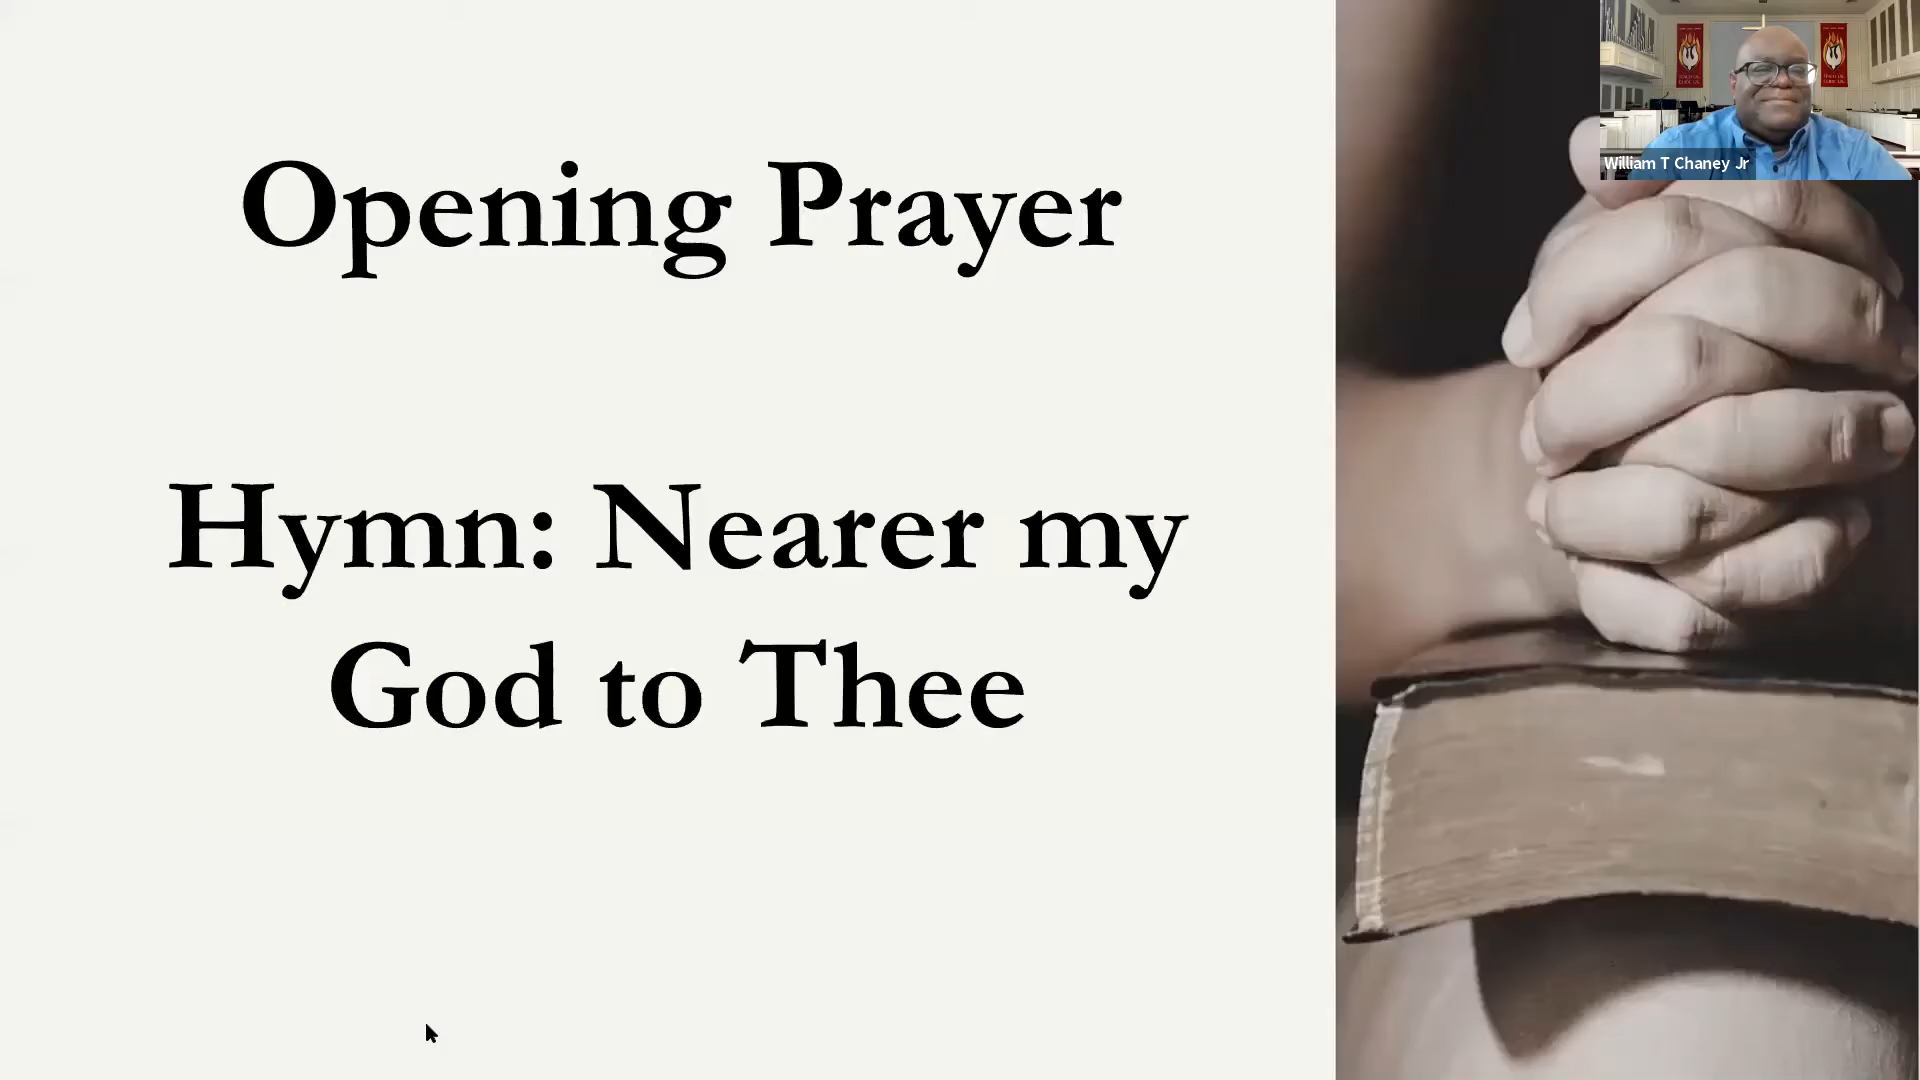 Opening Prayer
Hymn: Nearer my
God to Thee
William T Chaney Jr